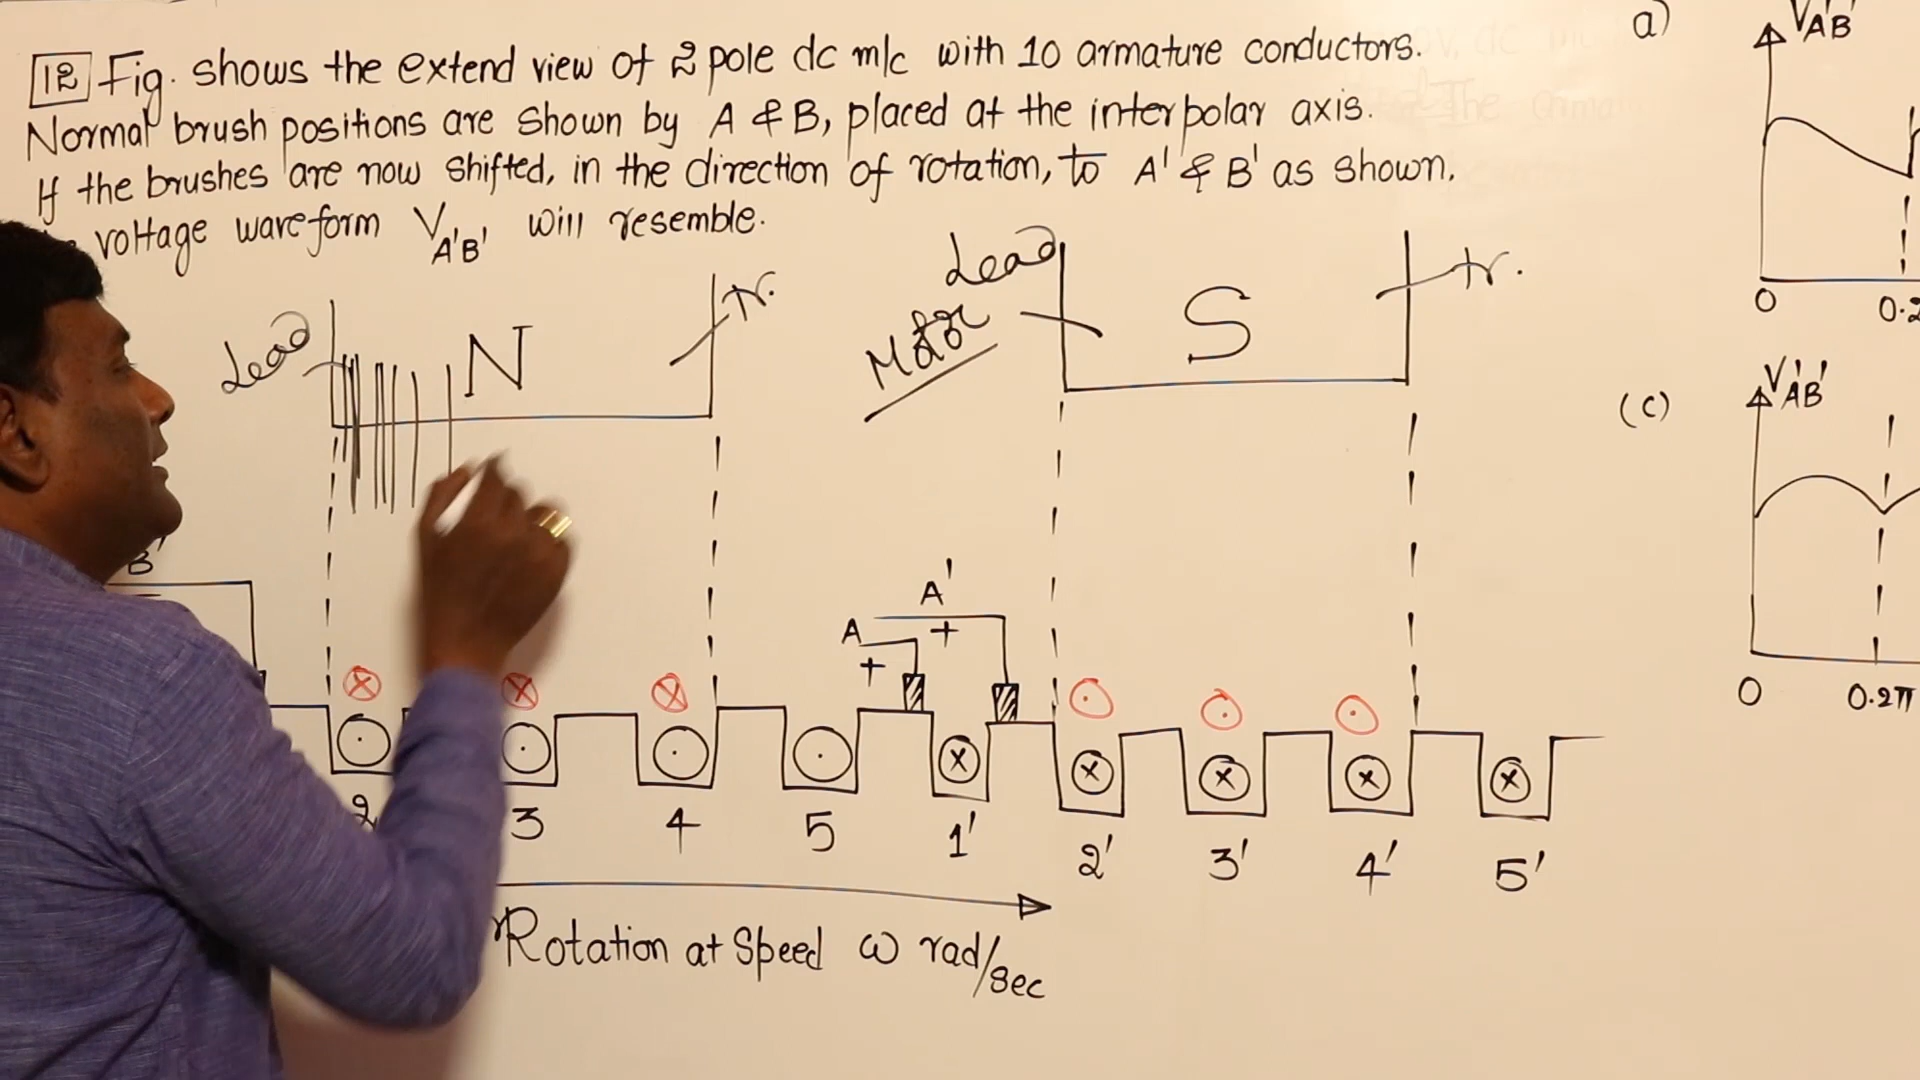 12 Fig. shows the extend view of 2 pole dc m/c with 10 armature conductors.
Normal brush positions are shown by A & B, placed at the interpolar axis.
If the brushes are now shifted, in the direction of rotation, to A' & B' as shown,
voltage waveform V A'B' will resemble.
Lead N tr.
Lead S tr.
Motor
B'
A'
A +
+
2 3 4 5 1' 2' 3' 4' 5'
Rotation at Speed ω rad/sec
a) VA'B'
0 0.2
(c) VA'B'
0 0.2π